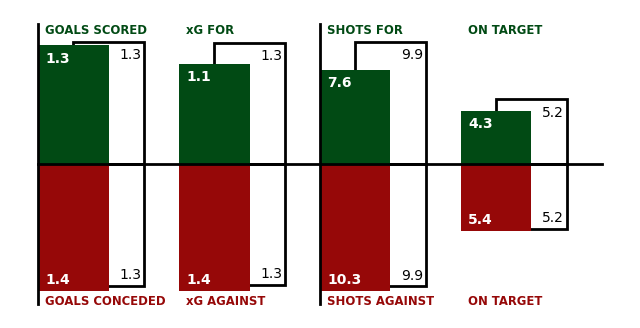 GOALS SCORED xG FOR SHOTS FOR ON TARGET
1.3 1.3 1.1 1.3 7.6 9.9 4.3 5.2
1.4 1.3 1.4 1.3 10.3 9.9 5.4 5.2
GOALS CONCEDED xG AGAINST SHOTS AGAINST ON TARGET